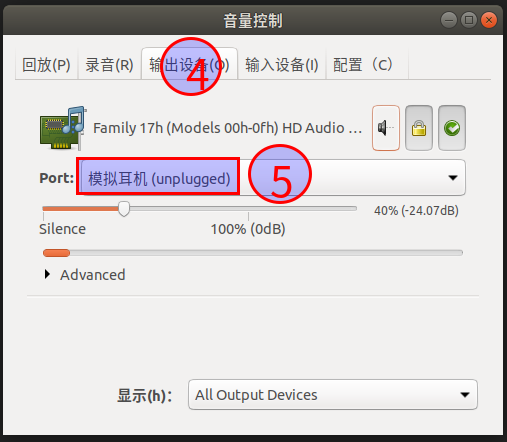 音量控制
回放(P) 录音(R) 输出设备(O) 输入设备(I) 配置（C）
4
Family 17h (Models 00h-0fh) HD Audio …
Port: 模拟耳机 (unplugged)
5
40% (-24.07dB)
Silence 100% (0dB)
Advanced
显示(h)： All Output Devices